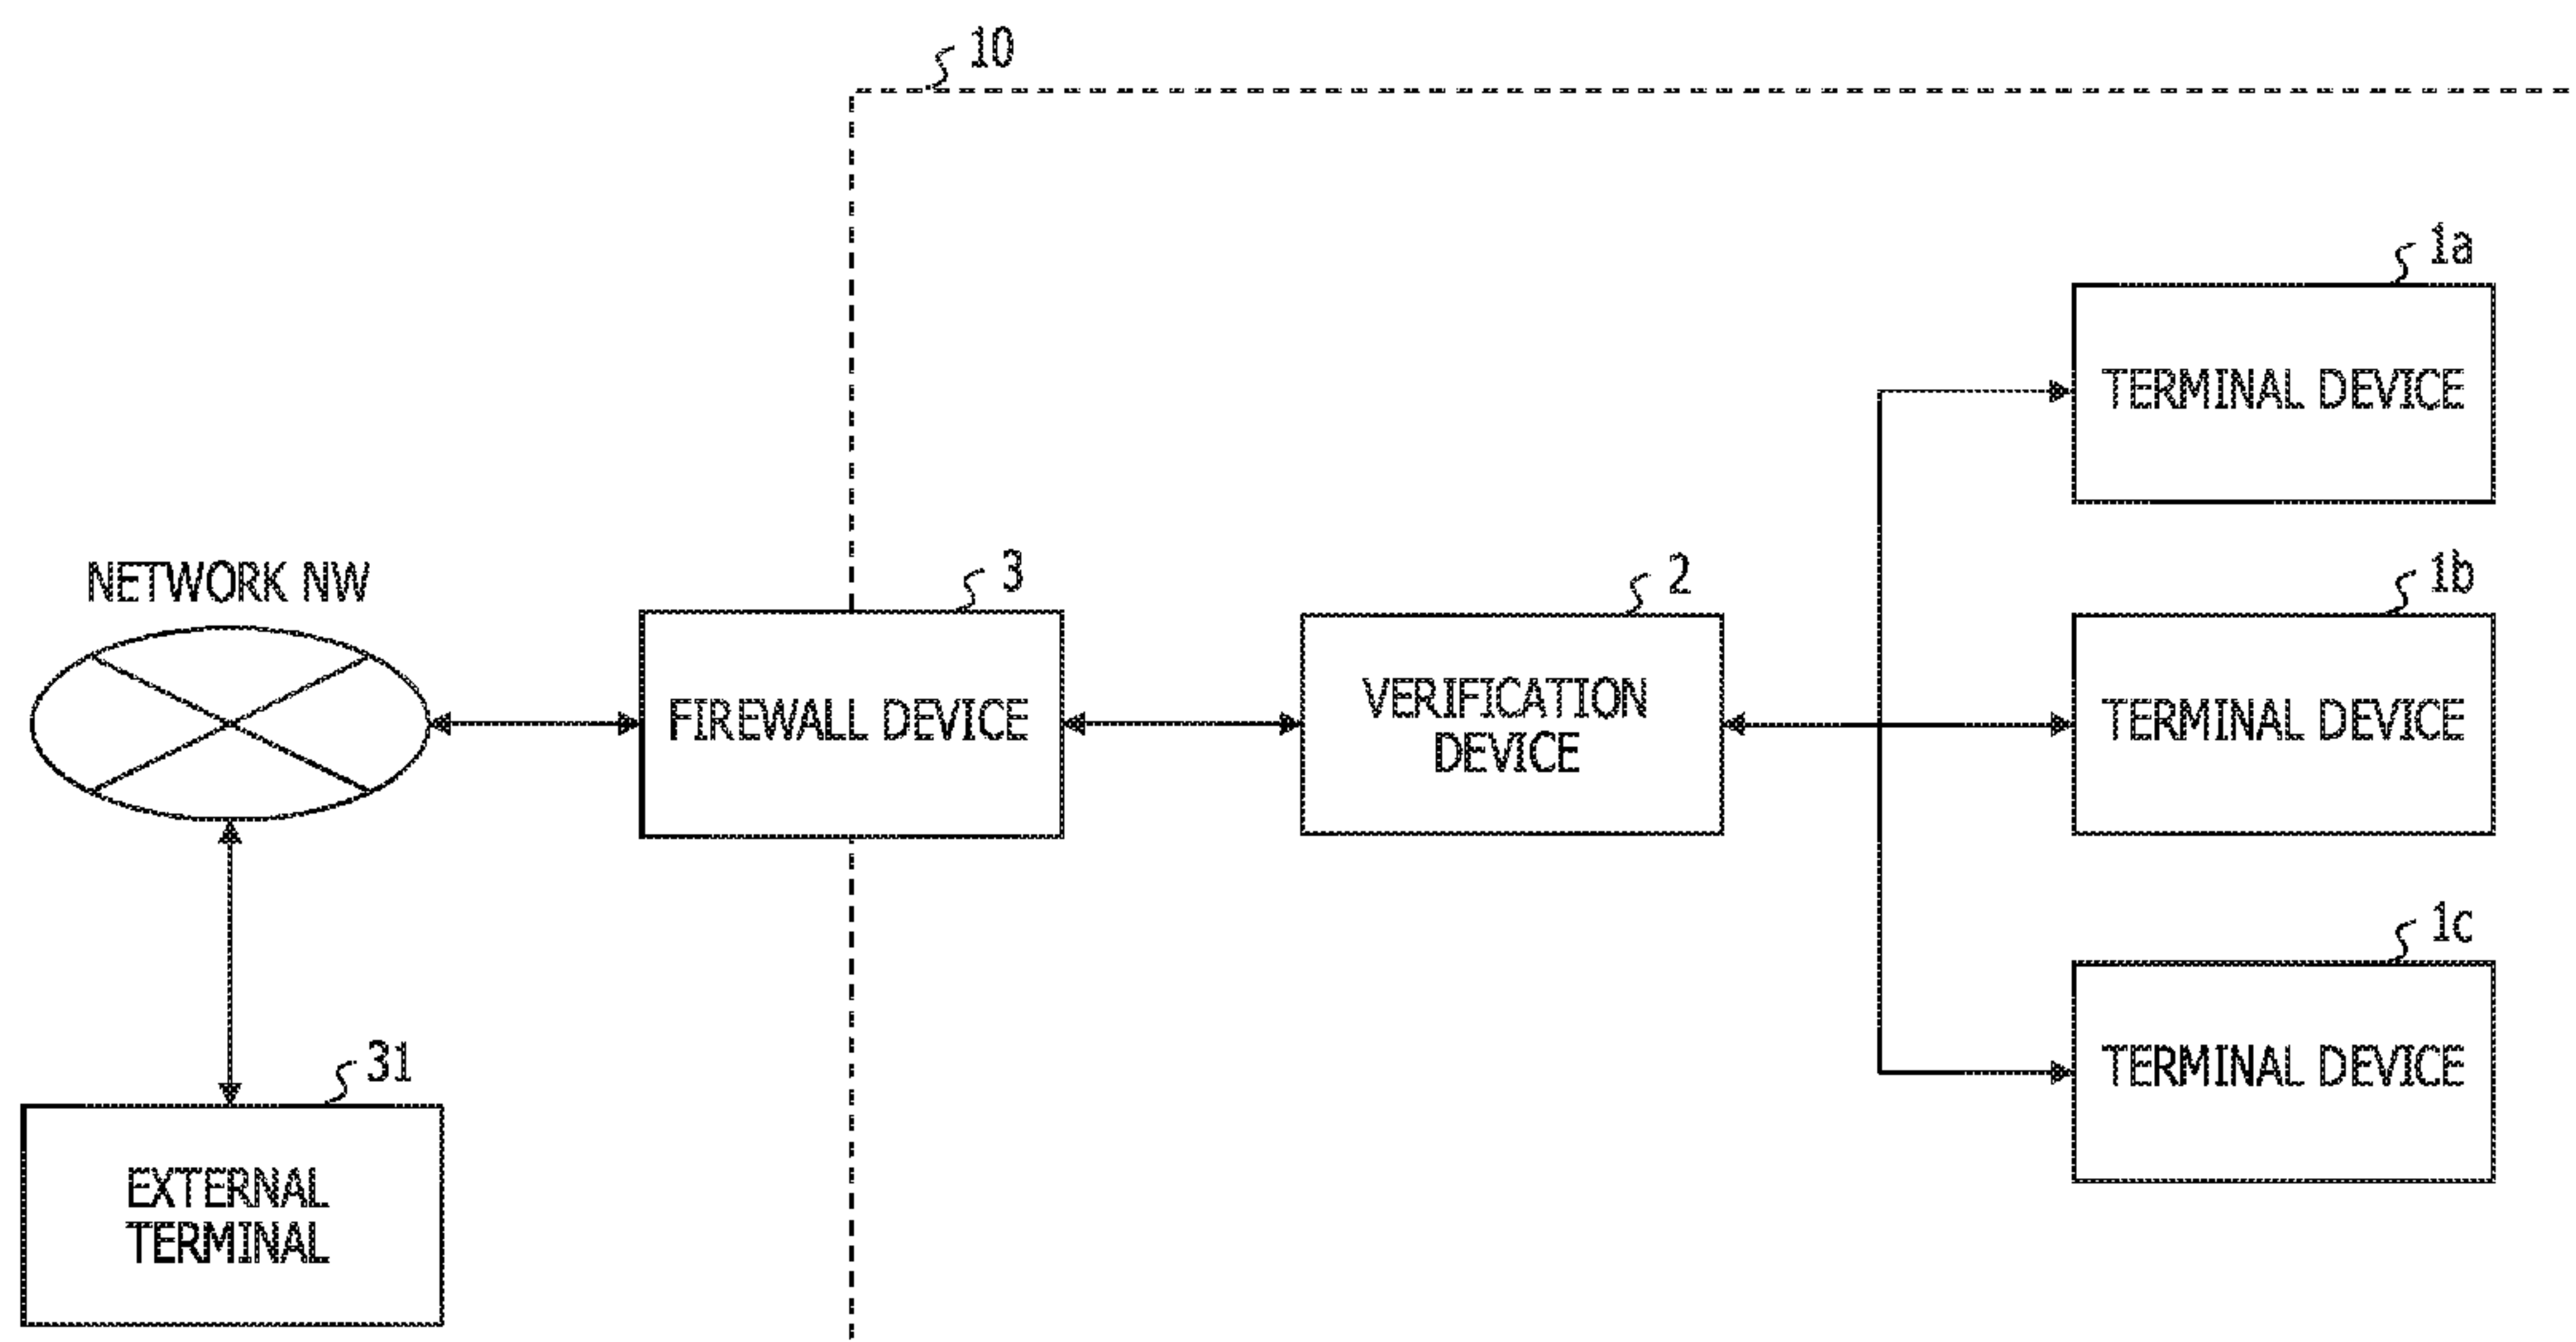 10
1a
TERMINAL DEVICE
NETWORK NW
3
FIREWALL DEVICE
2
VERIFICATION
DEVICE
1b
TERMINAL DEVICE
1c
TERMINAL DEVICE
31
EXTERNAL
TERMINAL